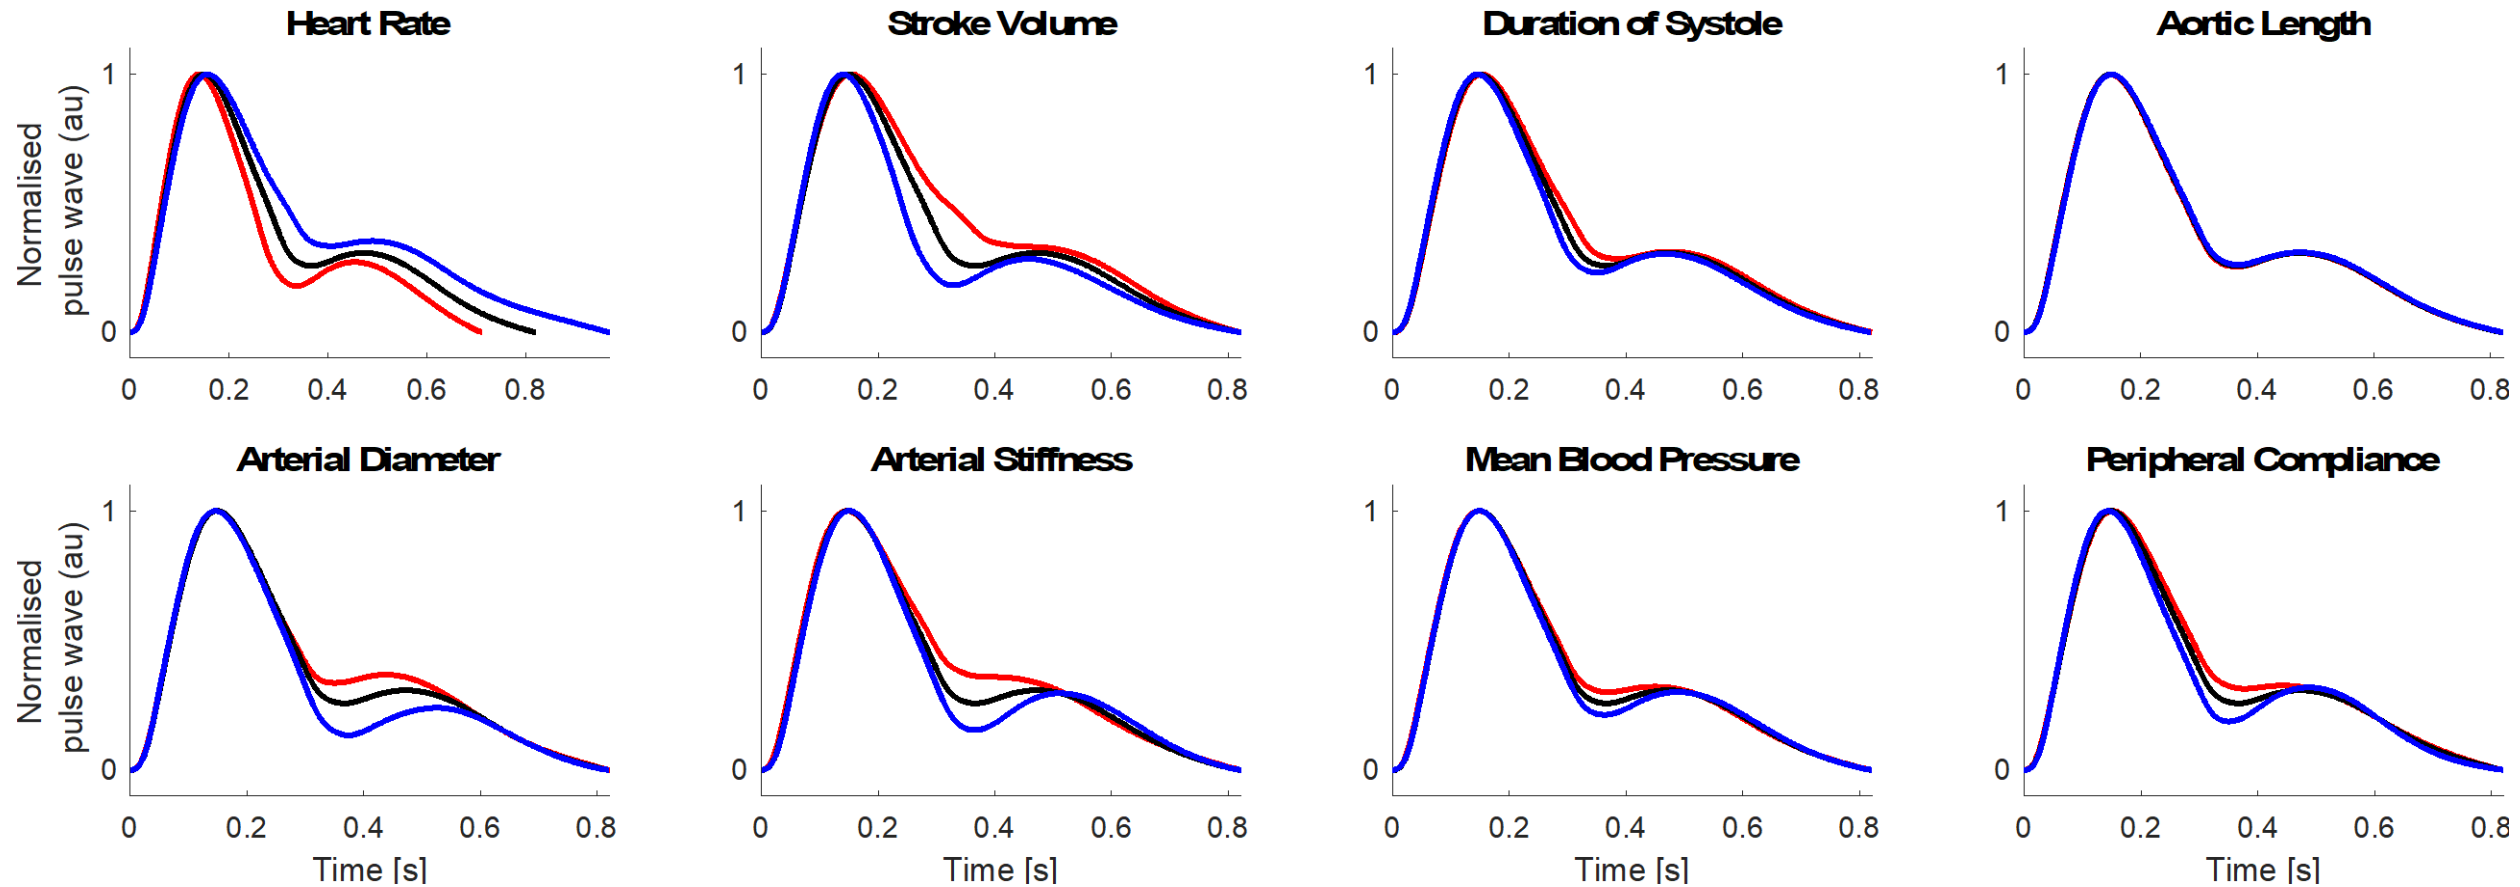 Heart Rate
Stroke Volume
Duration of Systole
Aortic Length
Normalised
pulse wave (au)
1
0
0 0.2 0.4 0.6 0.8
1
0
0 0.2 0.4 0.6 0.8
1
0
0 0.2 0.4 0.6 0.8
1
0
0 0.2 0.4 0.6 0.8
Arterial Diameter
Arterial Stiffness
Mean Blood Pressure
Peripheral Compliance
Normalised
pulse wave (au)
1
0
0 0.2 0.4 0.6 0.8
Time [s]
1
0
0 0.2 0.4 0.6 0.8
Time [s]
1
0
0 0.2 0.4 0.6 0.8
Time [s]
1
0
0 0.2 0.4 0.6 0.8
Time [s]